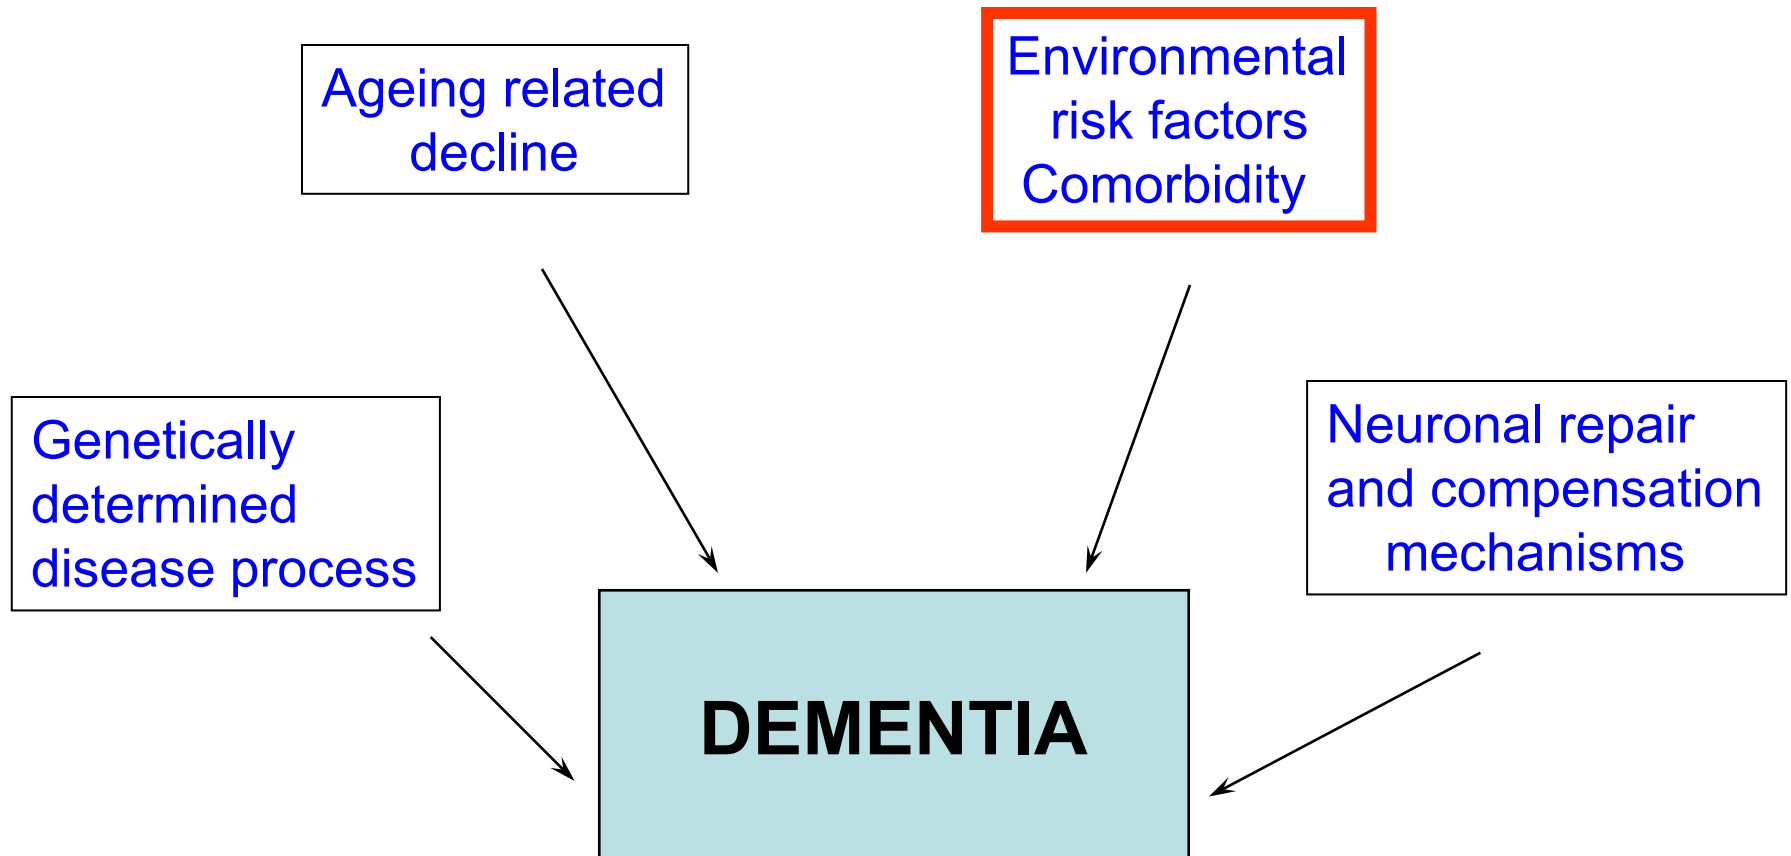 Ageing related
decline
Environmental
risk factors
Comorbidity
Genetically
determined
disease process
Neuronal repair
and compensation
mechanisms
DEMENTIA